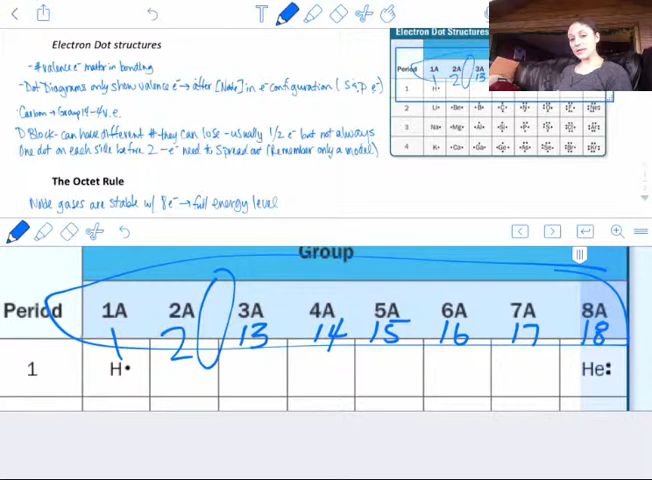 Electron Dot structures
-#valence e⁻ matter in bonding
-Dot Diagrams only show valence e⁻→after [Noble] in e⁻configuration (s&p e⁻)
Carbon→Group 14-4v.e.
D Block-can have different # they can lose-usually 1/2 e⁻ but not always
One dot on each side before 2 -e⁻ need to spread out (Remember only a model)
The Octet Rule
Noble gases are stable w/ 8e⁻→full energy level
Electron Dot Structures
Period 1A 2A 3A
1 2 13
1 H·
2 Li· ·Be·
3 Na· ·Mg·
4 K· ·Ca·
Group
Period 1A 2A 3A 4A 5A 6A 7A 8A
1 2 13 14 15 16 17 18
1 H· He: